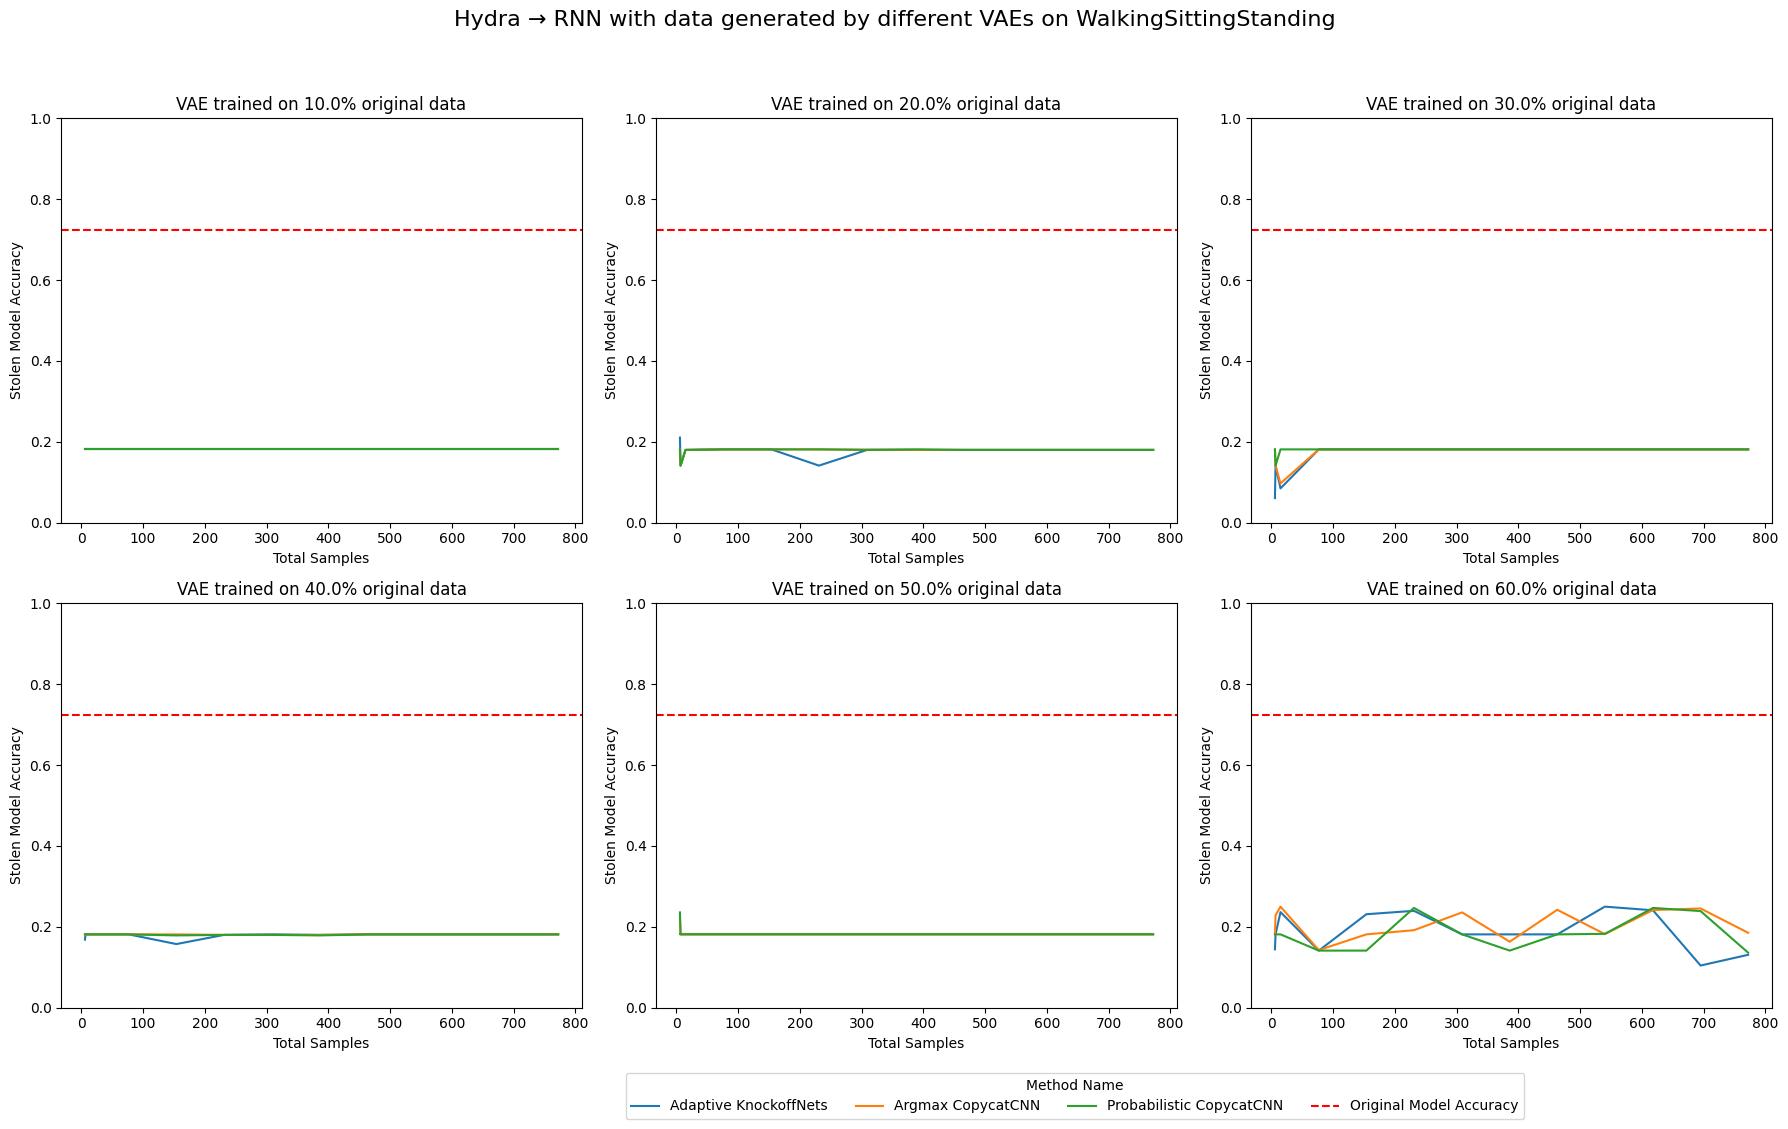 Hydra → RNN with data generated by different VAEs on WalkingSittingStanding
VAE trained on 10.0% original data
1.0
0.8
0.6
0.4
0.2
0.0
Stolen Model Accuracy
0 100 200 300 400 500 600 700 800
Total Samples
VAE trained on 20.0% original data
1.0
0.8
0.6
0.4
0.2
0.0
Stolen Model Accuracy
0 100 200 300 400 500 600 700 800
Total Samples
VAE trained on 30.0% original data
1.0
0.8
0.6
0.4
0.2
0.0
Stolen Model Accuracy
0 100 200 300 400 500 600 700 800
Total Samples
VAE trained on 40.0% original data
1.0
0.8
0.6
0.4
0.2
0.0
Stolen Model Accuracy
0 100 200 300 400 500 600 700 800
Total Samples
VAE trained on 50.0% original data
1.0
0.8
0.6
0.4
0.2
0.0
Stolen Model Accuracy
0 100 200 300 400 500 600 700 800
Total Samples
VAE trained on 60.0% original data
1.0
0.8
0.6
0.4
0.2
0.0
Stolen Model Accuracy
0 100 200 300 400 500 600 700 800
Total Samples
Method Name
Adaptive KnockoffNets Argmax CopycatCNN Probabilistic CopycatCNN Original Model Accuracy